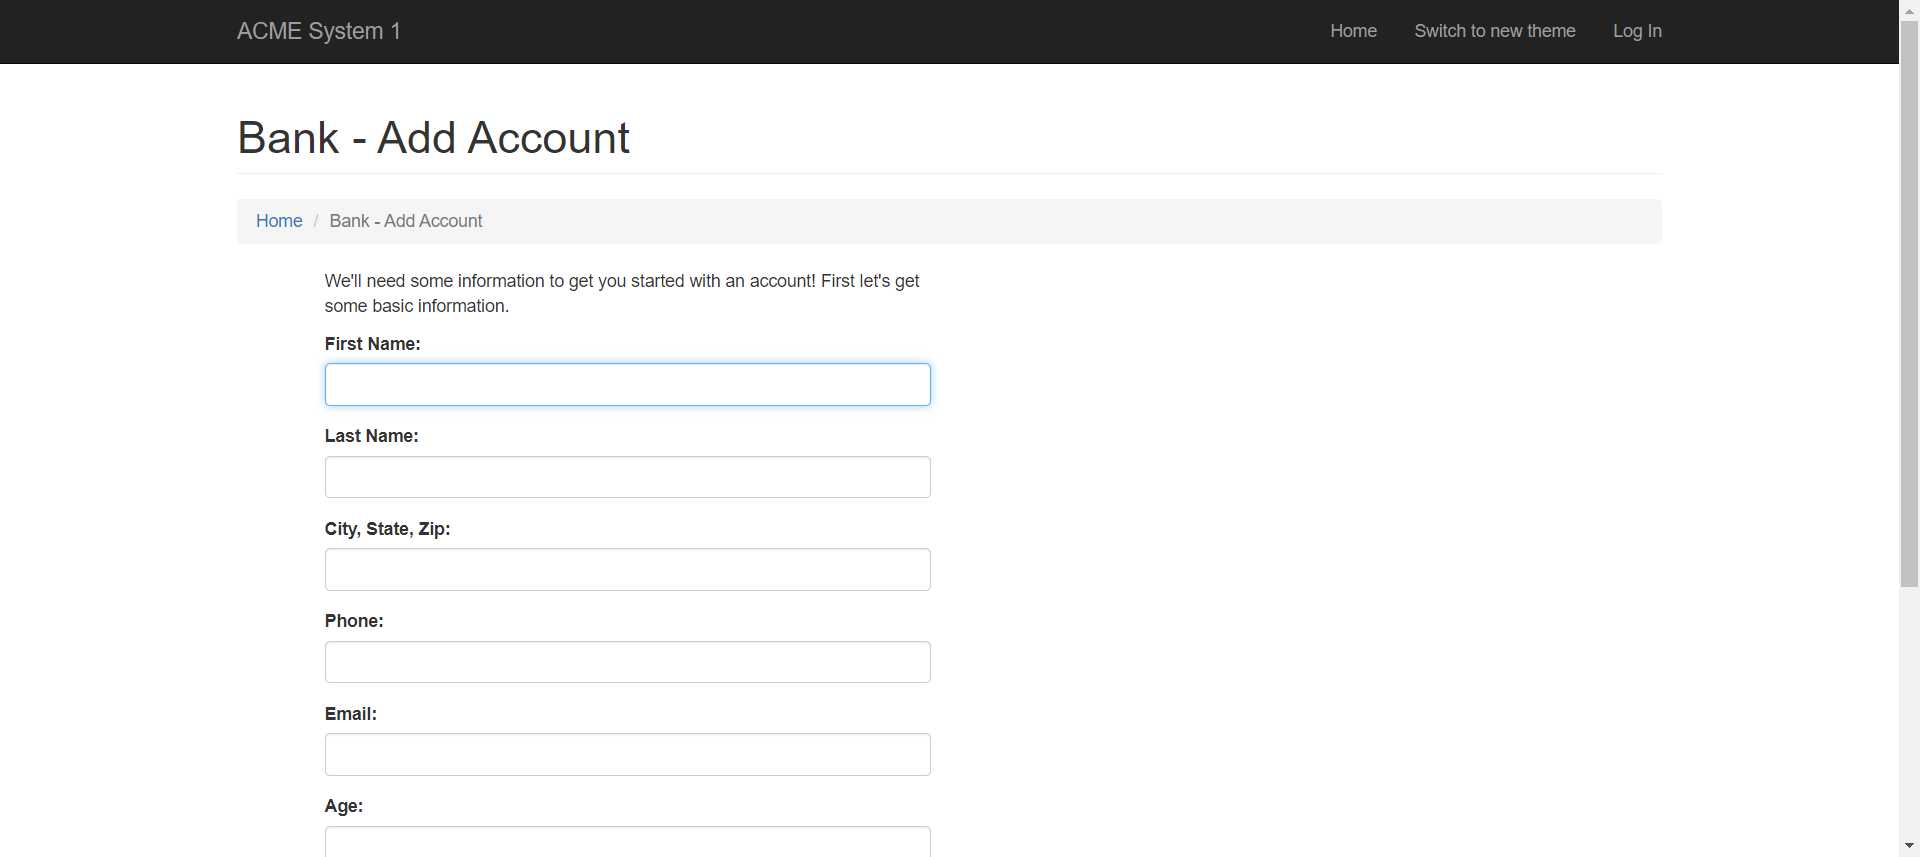 ACME System 1
Home
Switch to new theme
Log In
Bank - Add Account
Home / Bank - Add Account
We'll need some information to get you started with an account! First let's get
some basic information.
First Name:
Last Name:
City, State, Zip:
Phone:
Email:
Age: